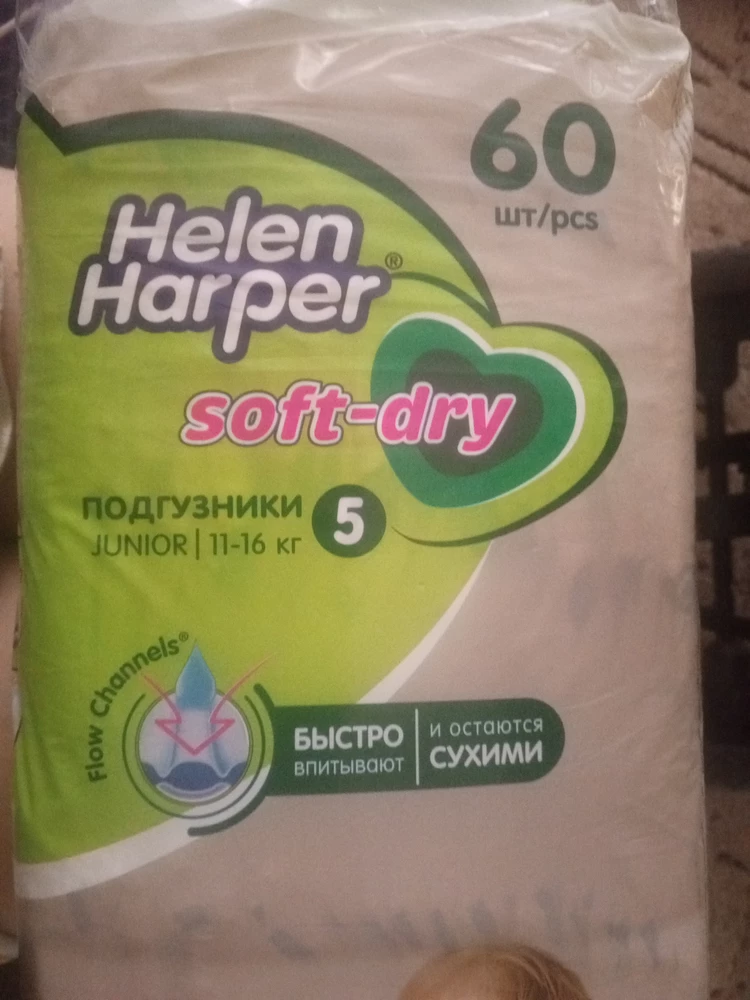 60
шт/pcs
Helen
Harper®
soft-dry
ПОДГУЗНИКИ 5
JUNIOR | 11-16 кг
Flow Channels®
БЫСТРО
впитывают
и остаются
СУХИМИ